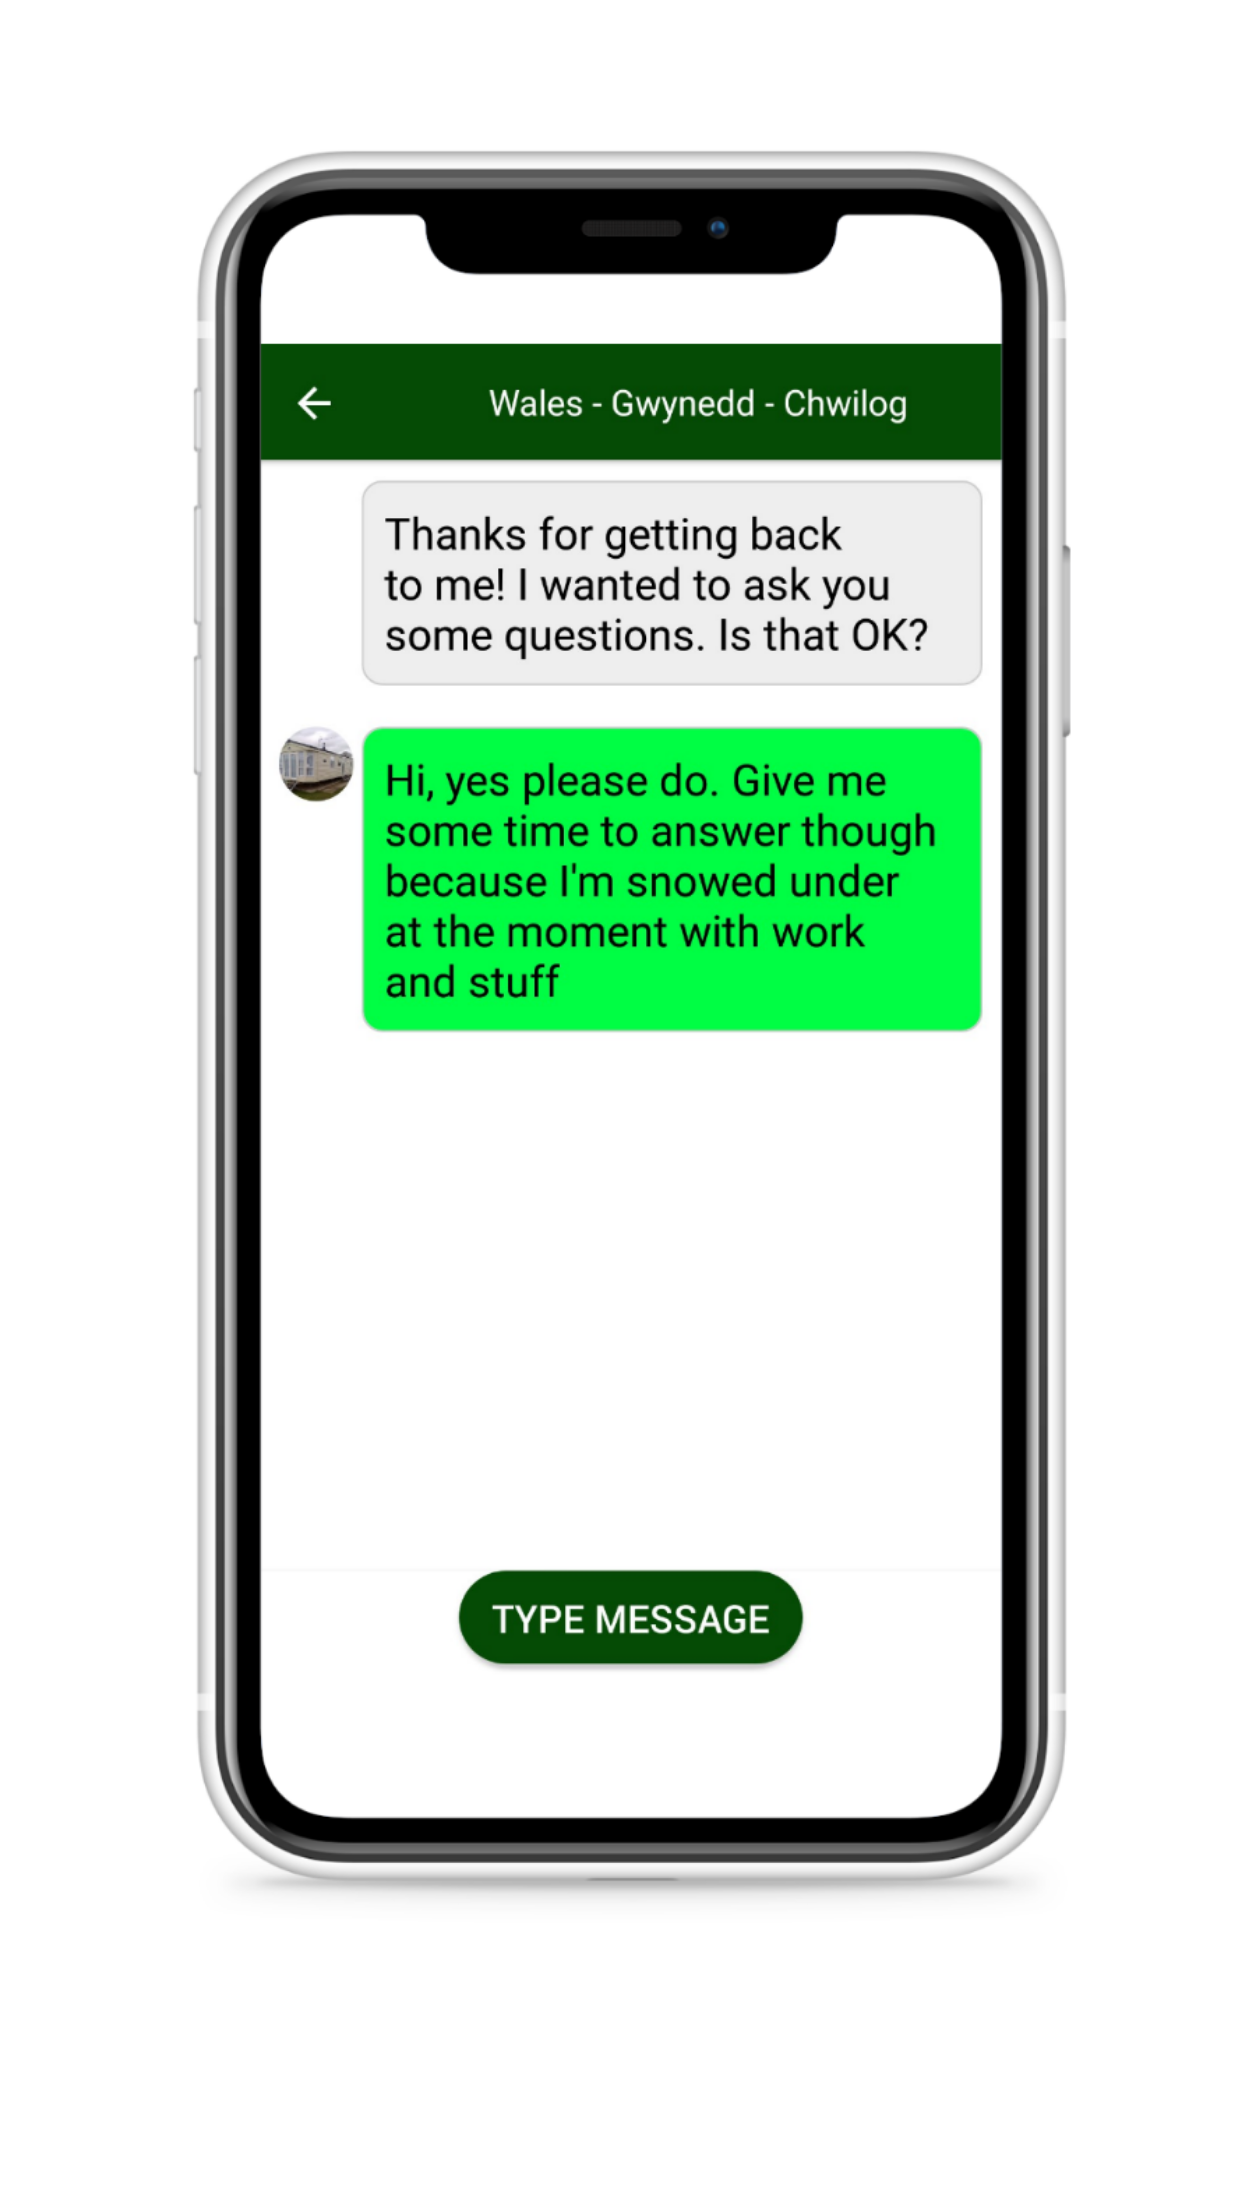 Wales - Gwynedd - Chwilog
Thanks for getting back
to me! I wanted to ask you
some questions. Is that OK?
Hi, yes please do. Give me
some time to answer though
because I'm snowed under
at the moment with work
and stuff
TYPE MESSAGE